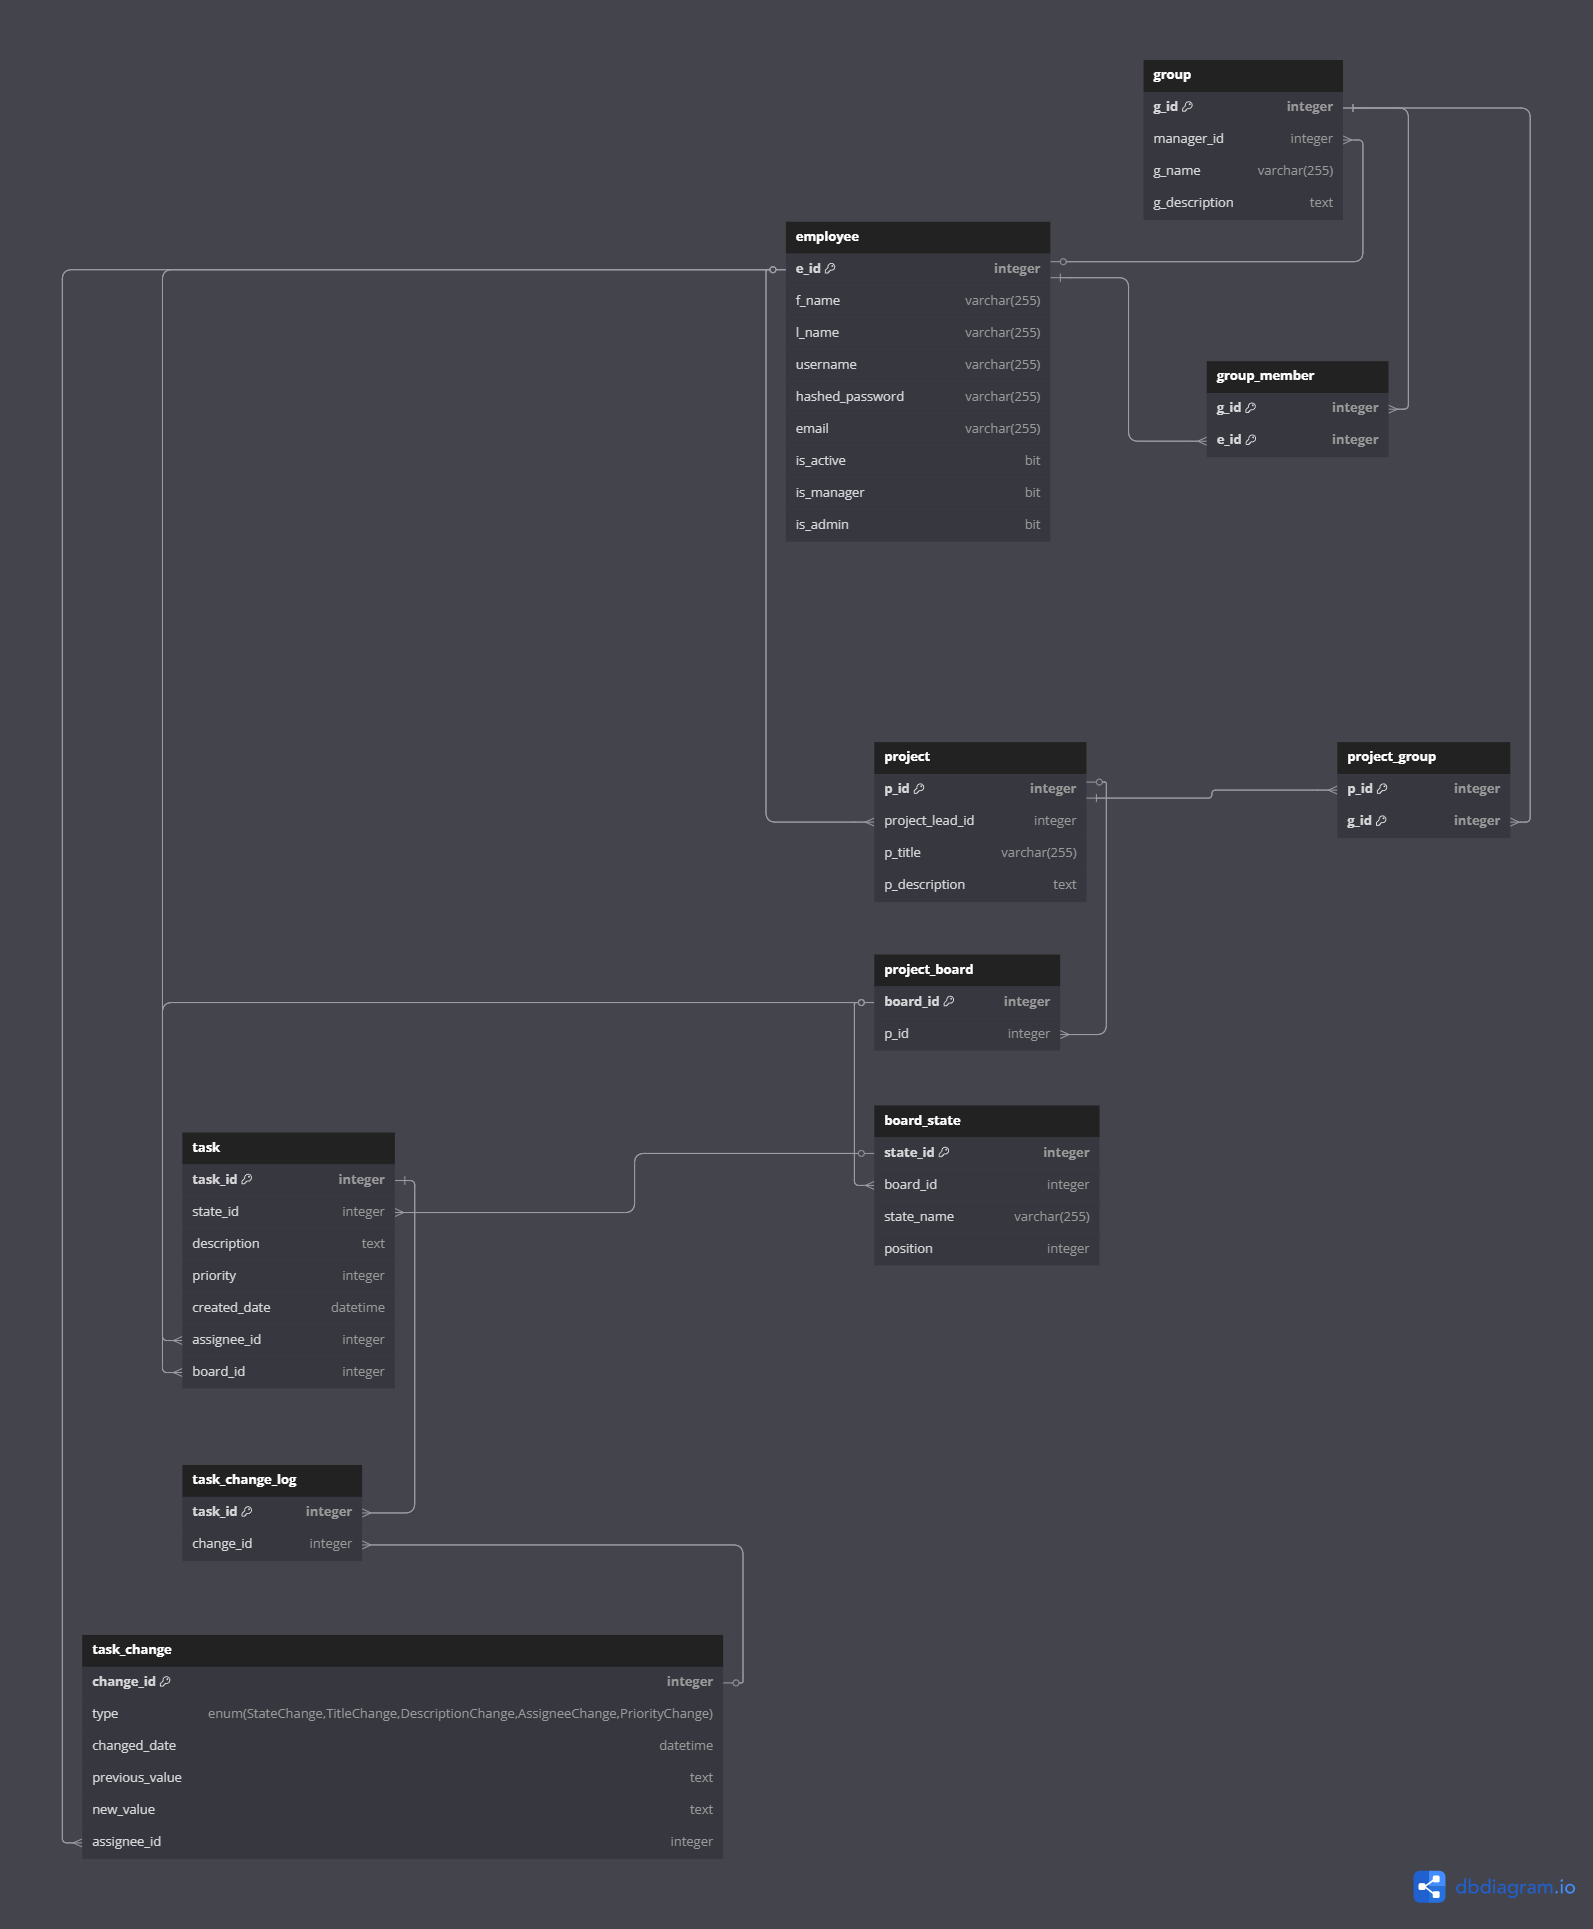 group
g_id integer
manager_id integer
g_name varchar(255)
g_description text
employee
e_id integer
f_name varchar(255)
l_name varchar(255)
username varchar(255)
hashed_password varchar(255)
email varchar(255)
is_active bit
is_manager bit
is_admin bit
group_member
g_id integer
e_id integer
project
p_id integer
project_lead_id integer
p_title varchar(255)
p_description text
project_group
p_id integer
g_id integer
project_board
board_id integer
p_id integer
board_state
state_id integer
board_id integer
state_name varchar(255)
position integer
task
task_id integer
state_id integer
description text
priority integer
created_date datetime
assignee_id integer
board_id integer
task_change_log
task_id integer
change_id integer
task_change
change_id integer
type enum(StateChange,TitleChange,DescriptionChange,AssigneeChange,PriorityChange)
changed_date datetime
previous_value text
new_value text
assignee_id integer
dbdiagram.io